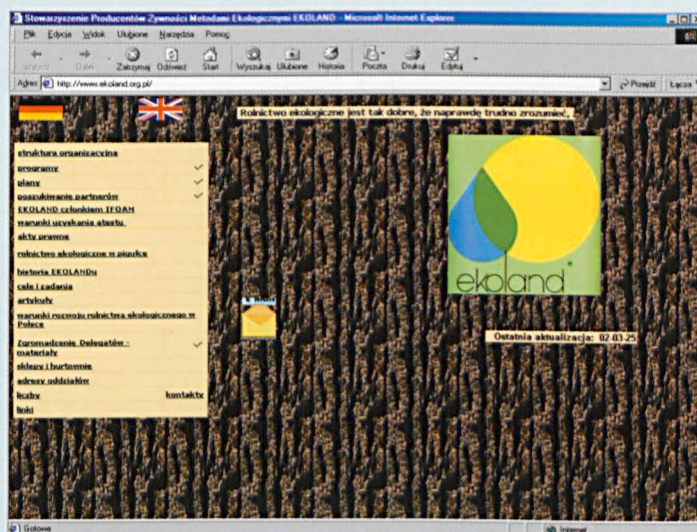 Stowarzyszenie Producentów Żywności Metodami Ekologicznymi EKOLAND - Microsoft Internet Explorer
Plik Edycja Widok Ulubione Narzędzia Pomoc
Wstecz Dalej Zatrzymaj Odśwież Start Wyszukaj Ulubione Historia Poczta Drukuj Edytuj
Adres http://www.ekoland.org.pl/ Przejdź Łącza
Rolnictwo ekologiczne jest tak dobre, że naprawdę trudno zrozumieć,
struktura organizacyjna
programy
plany
poszukiwanie partnerów
EKOLAND członkiem IFOAM
warunki uzyskania atestu
akty prawne
rolnictwo ekologiczne w pigułce
historia EKOLANDu
cele i zadania
artykuły
warunki rozwoju rolnictwa ekologicznego w
Polsce
Zgromadzenie Delegatów -
materiały
sklepy i hurtownie
adresy oddziałów
liczby kontakty
linki
ekoland
Ostatnia aktualizacja: 02-03-25
Gotowe Internet